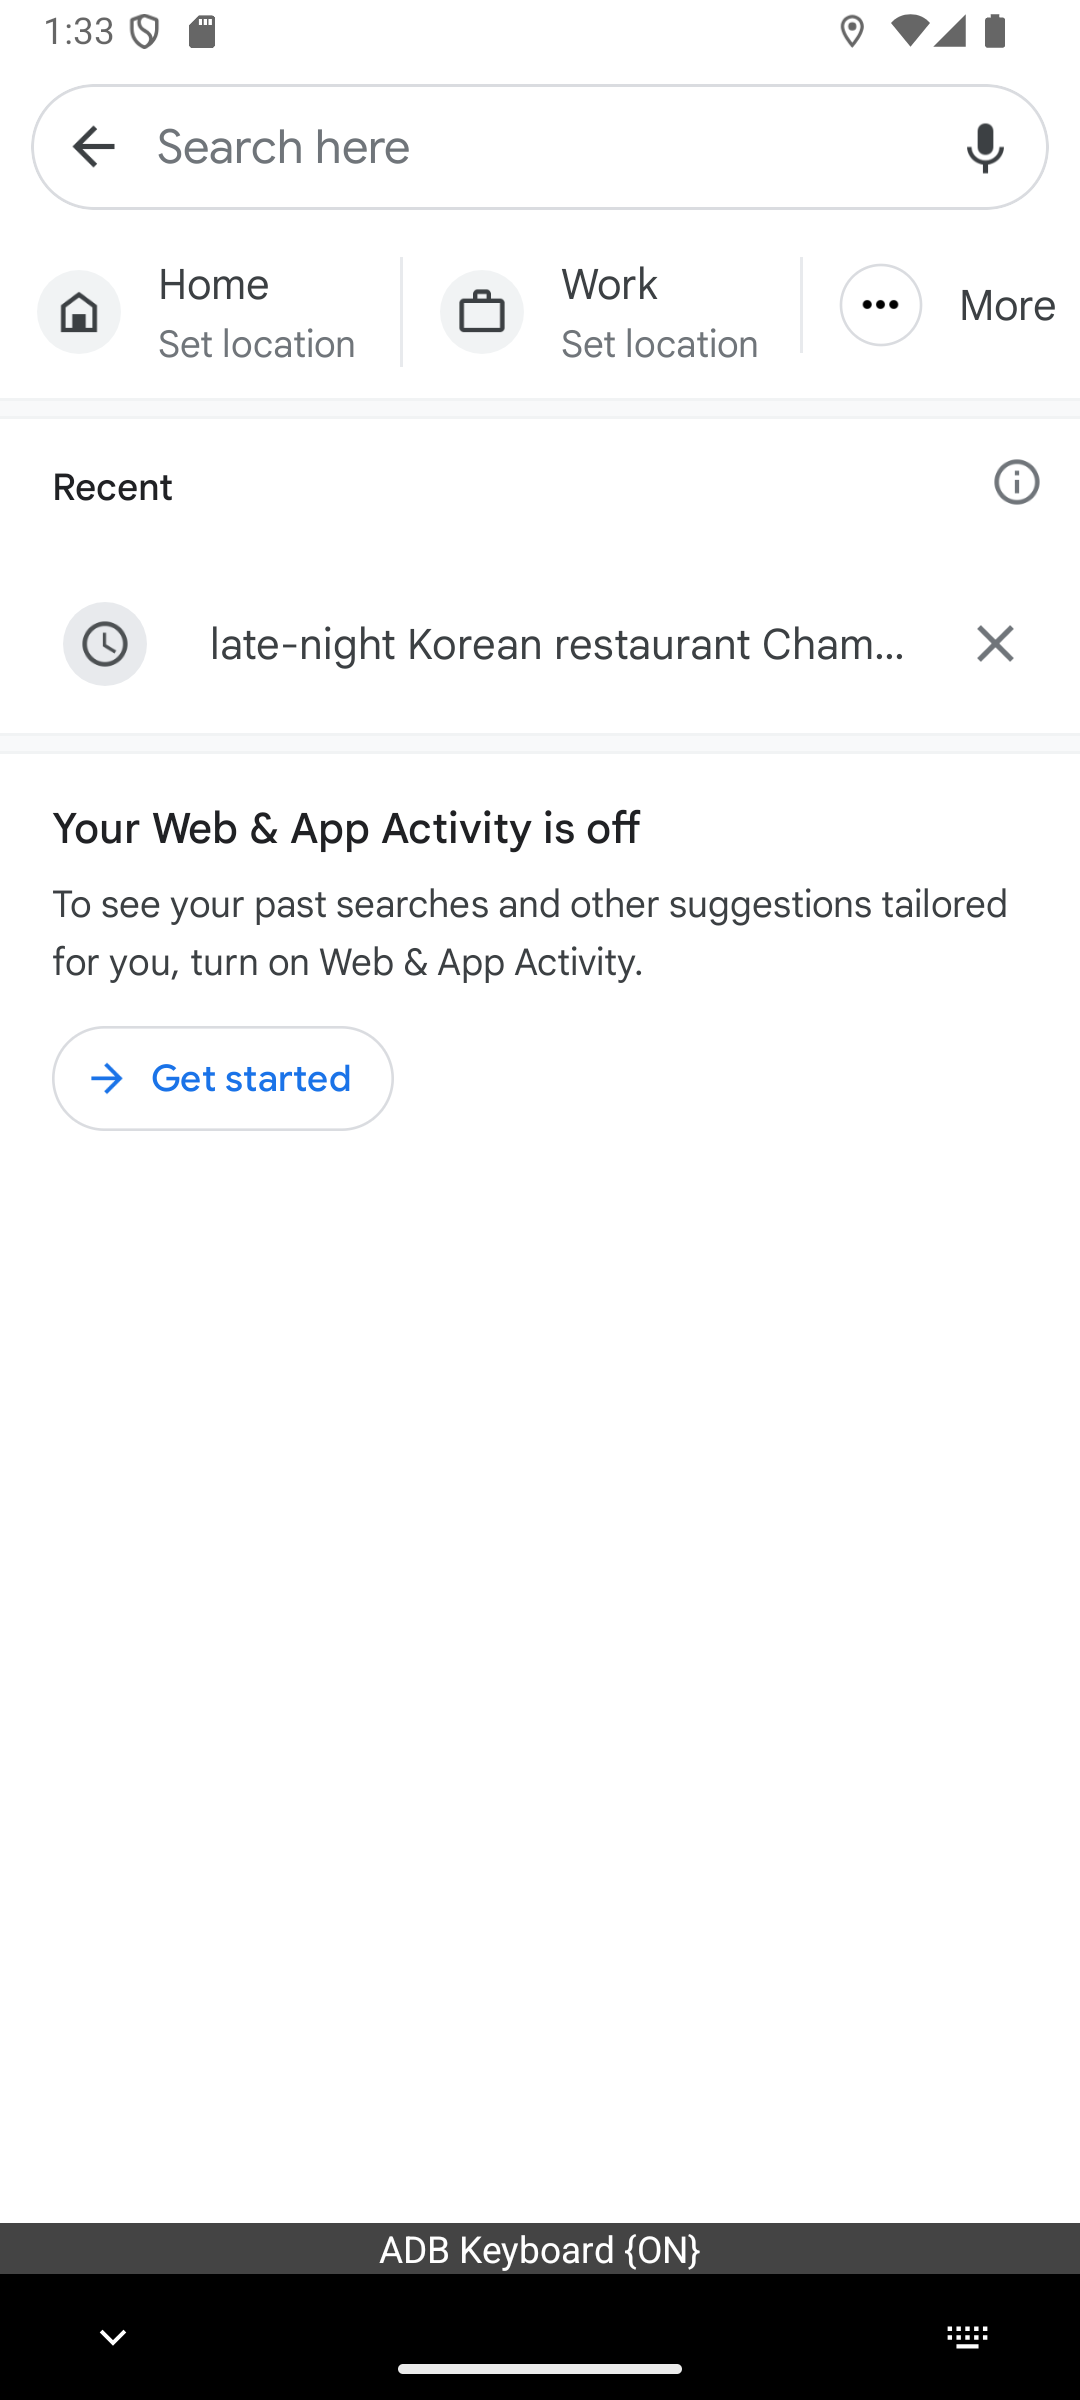 1:33
Search here
Home
Set location
Work
Set location
More
Recent
late-night Korean restaurant Cham...
Your Web & App Activity is off
To see your past searches and other suggestions tailored
for you, turn on Web & App Activity.
Get started
ADB Keyboard {ON}